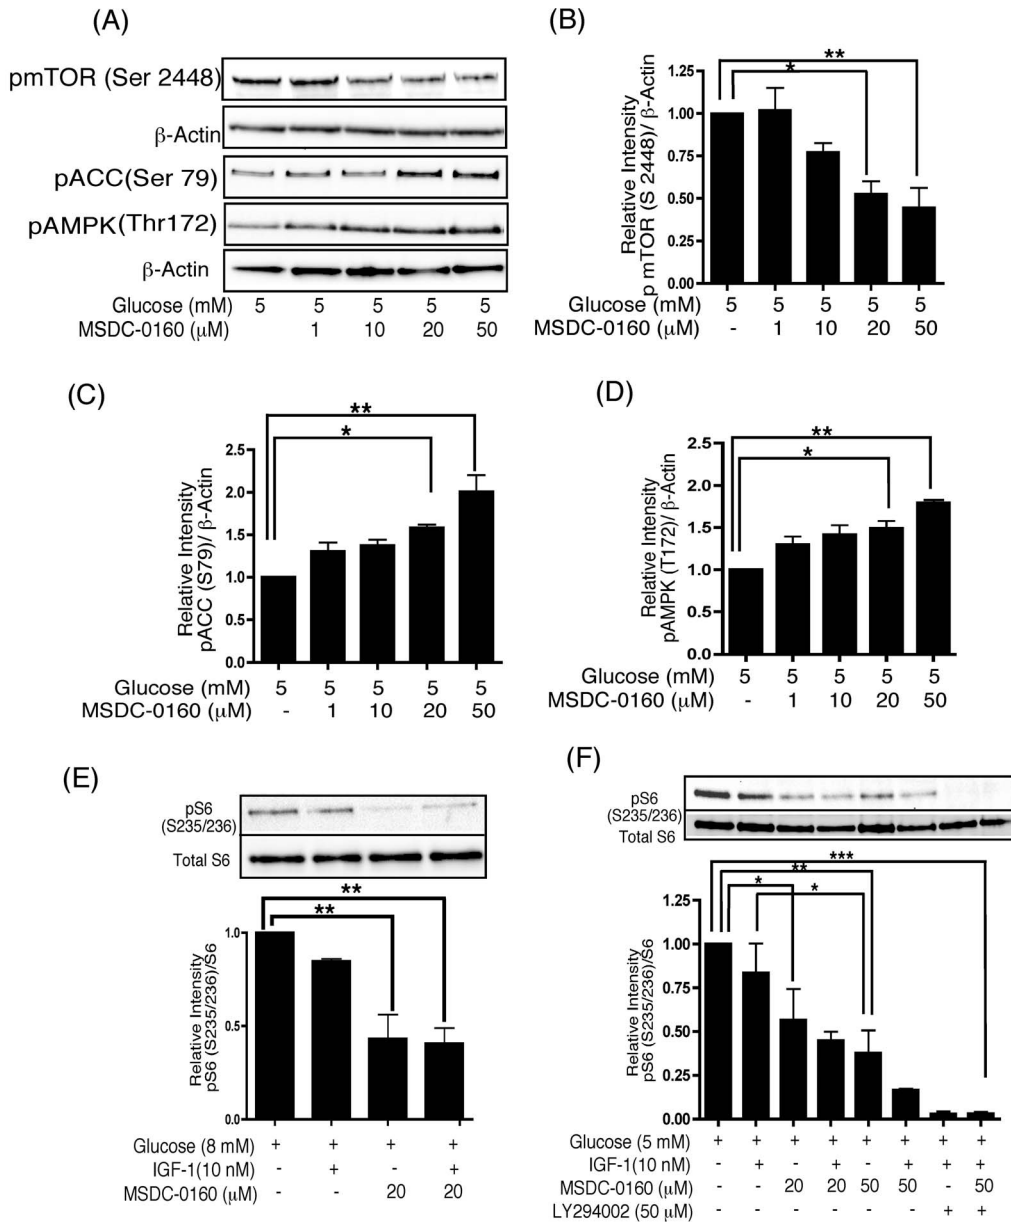 (A)
pmTOR (Ser 2448)
β-Actin
pACC(Ser 79)
pAMPK(Thr172)
β-Actin
Glucose (mM) 5 5 5 5 5
MSDC-0160 (μM) 1 10 20 50
(B)
** 
*
Relative Intensity
p mTOR (S 2448)/ β-Actin
1.25
1.00
0.75
0.50
0.25
0.00
Glucose (mM) 5 5 5 5 5
MSDC-0160 (μM) - 1 10 20 50
(C)
**
*
Relative Intensity
pACC (S79)/ β-Actin
2.5
2.0
1.5
1.0
0.5
0.0
Glucose (mM) 5 5 5 5 5
MSDC-0160 (μM) - 1 10 20 50
(D)
**
*
Relative Intensity
pAMPK (T172)/ β-Actin
2.5
2.0
1.5
1.0
0.5
0.0
Glucose (mM) 5 5 5 5 5
MSDC-0160 (μM) - 1 10 20 50
(E)
pS6
(S235/236)
Total S6
**
**
Relative Intensity
pS6 (S235/236)/S6
1.0
0.5
0.0
Glucose (8 mM) + + + +
IGF-1(10 nM) - + - +
MSDC-0160 (μM) - - 20 20
(F)
pS6
(S235/236)
Total S6
***
**
* *
Relative Intensity
pS6 (S235/236)/S6
1.25
1.00
0.75
0.50
0.25
0.00
Glucose (5 mM) + + + + + + + +
IGF-1(10 nM) - + - + - + + +
MSDC-0160 (μM) - - 20 20 50 50 - 50
LY294002 (50 μM) - - - - - - + +